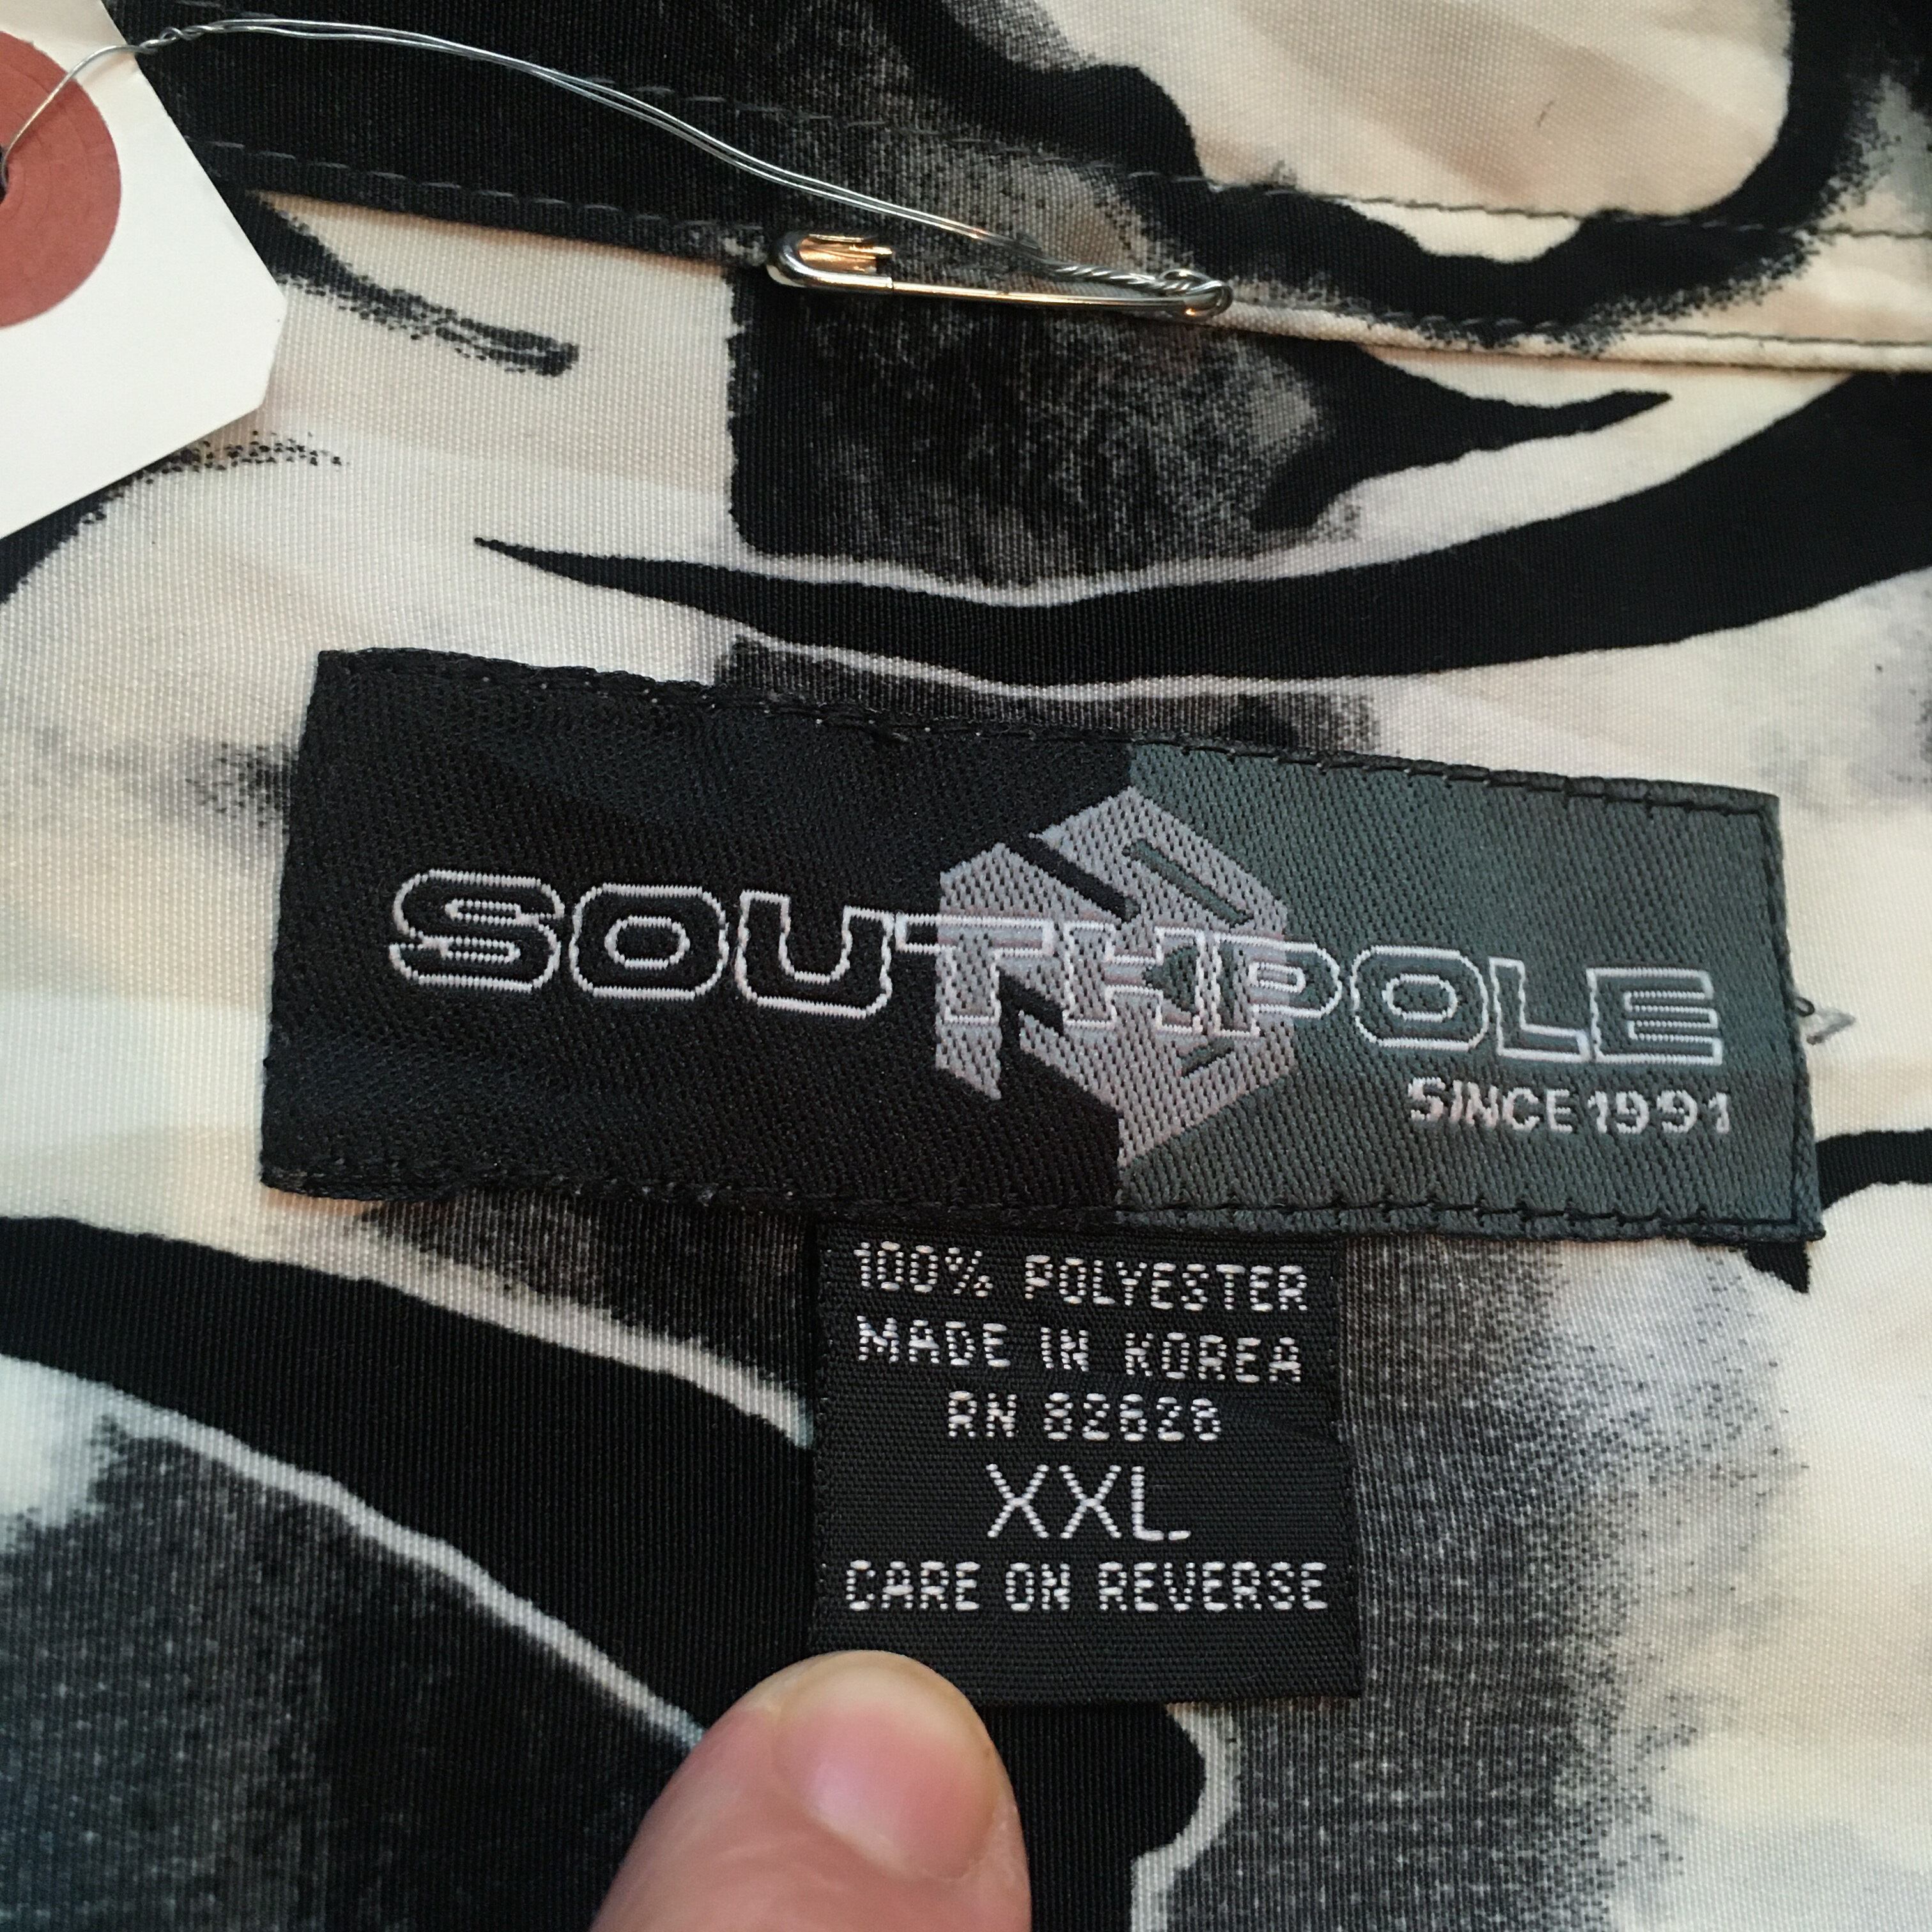 SOUTHPOLE
SINCE 1991
100% POLYESTER
MADE IN KOREA
RN 82628
XXL
CARE ON REVERSE